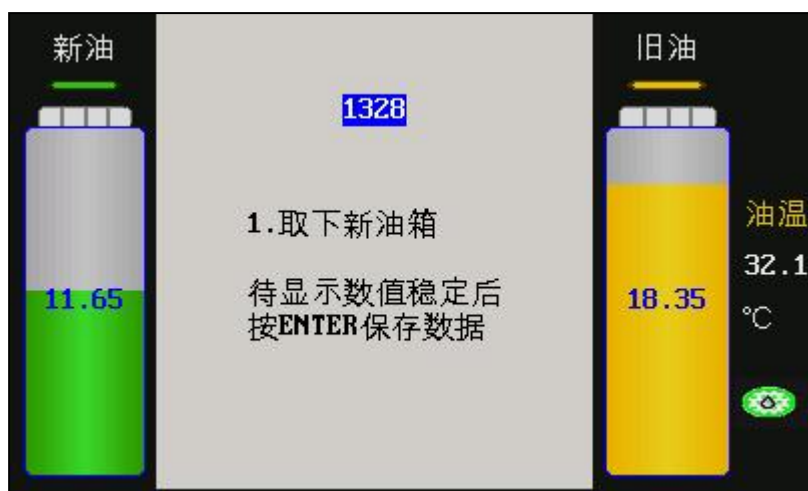 新油
旧油
1328
1.取下新油箱
待显示数值稳定后
按ENTER保存数据
11.65
18.35
油温
32.1
℃